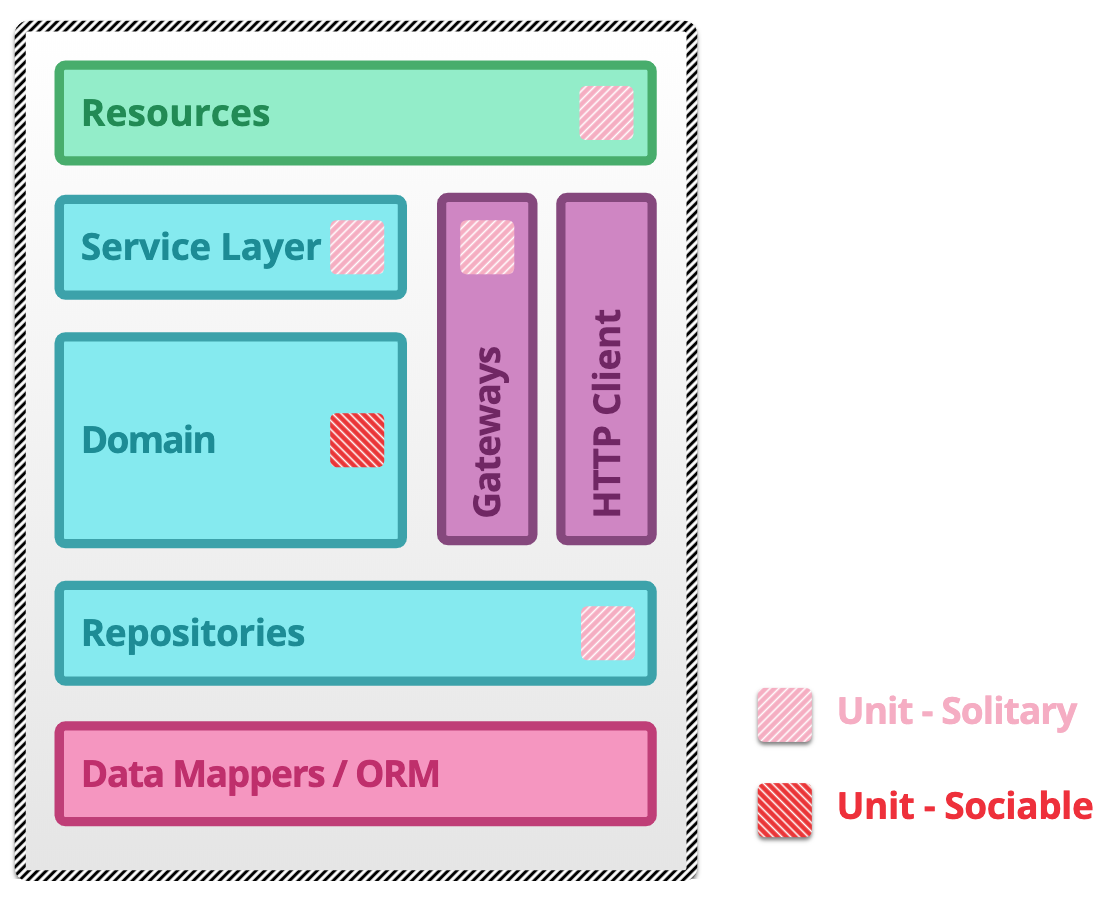 Resources
Service Layer
Gateways
HTTP Client
Domain
Repositories
Data Mappers / ORM
Unit - Solitary
Unit - Sociable